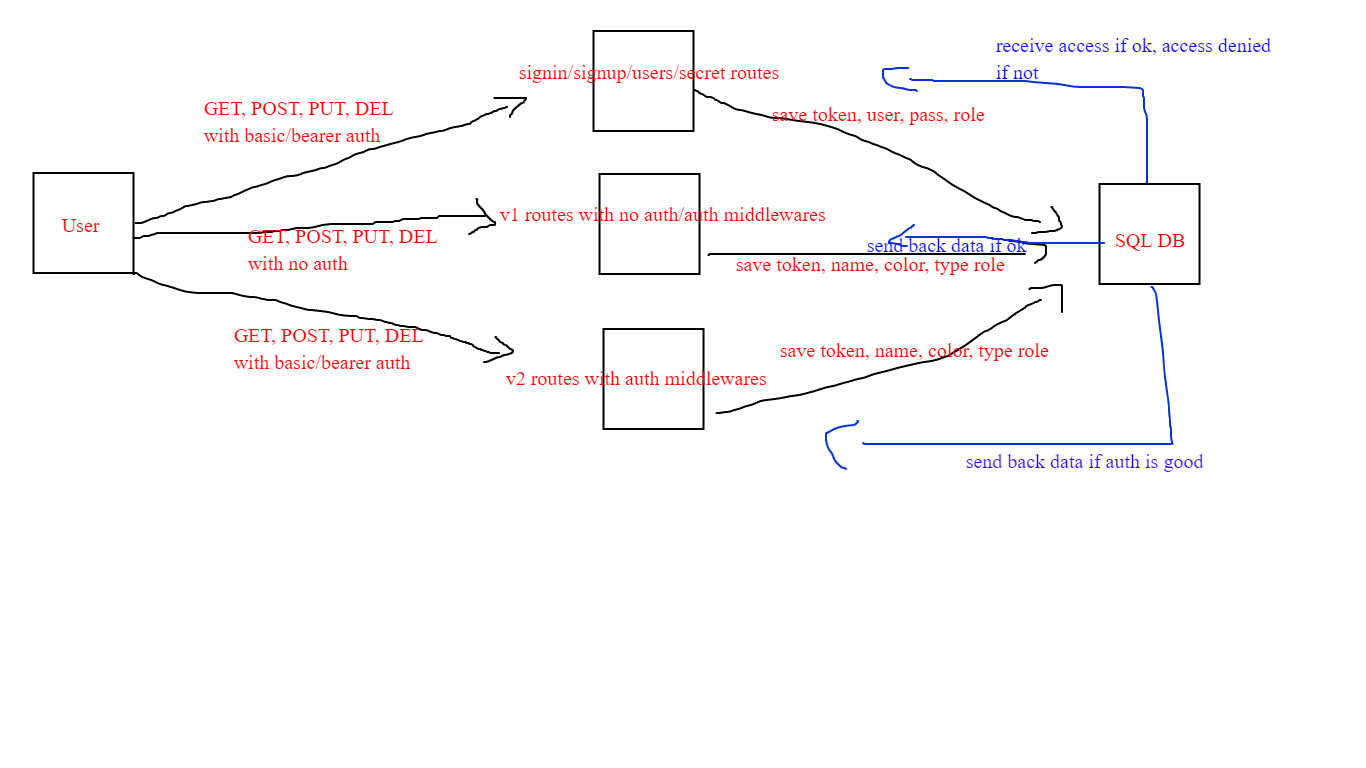 receive access if ok, access denied
if not
signin/signup/users/secret routes
GET, POST, PUT, DEL
with basic/bearer auth
save token, user, pass, role
User
v1 routes with no auth/auth middlewares
GET, POST, PUT, DEL
with no auth
send back data if ok
SQL DB
save token, name, color, type role
GET, POST, PUT, DEL
with basic/bearer auth
save token, name, color, type role
v2 routes with auth middlewares
send back data if auth is good